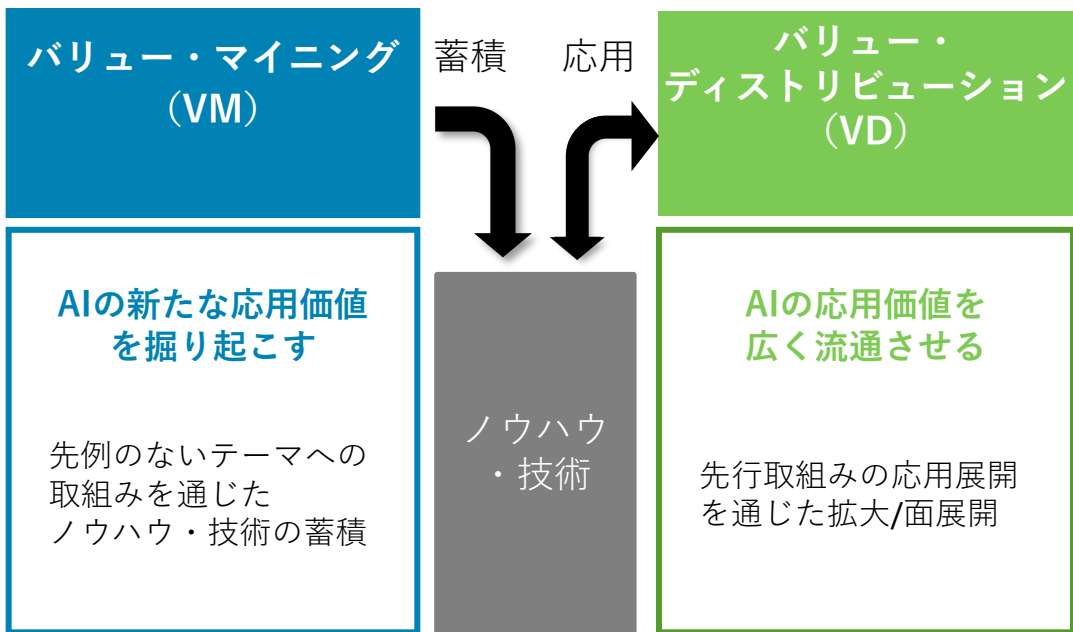 バリュー・マイニング
（VM）
蓄積
応用
バリュー・
ディストリビューション
（VD）
AIの新たな応用価値
を掘り起こす
先例のないテーマへの
取組みを通じた
ノウハウ・技術の蓄積
ノウハウ
・技術
AIの応用価値を
広く流通させる
先行取組みの応用展開
を通じた拡大/面展開